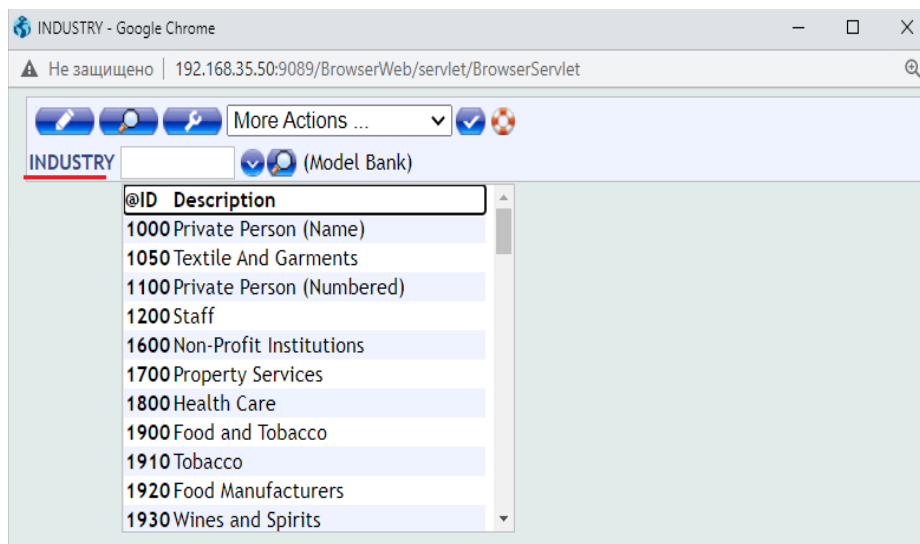 INDUSTRY - Google Chrome
Не защищено | 192.168.35.50:9089/BrowserWeb/servlet/BrowserServlet
More Actions ...
INDUSTRY (Model Bank)
@ID Description
1000 Private Person (Name)
1050 Textile And Garments
1100 Private Person (Numbered)
1200 Staff
1600 Non-Profit Institutions
1700 Property Services
1800 Health Care
1900 Food and Tobacco
1910 Tobacco
1920 Food Manufacturers
1930 Wines and Spirits